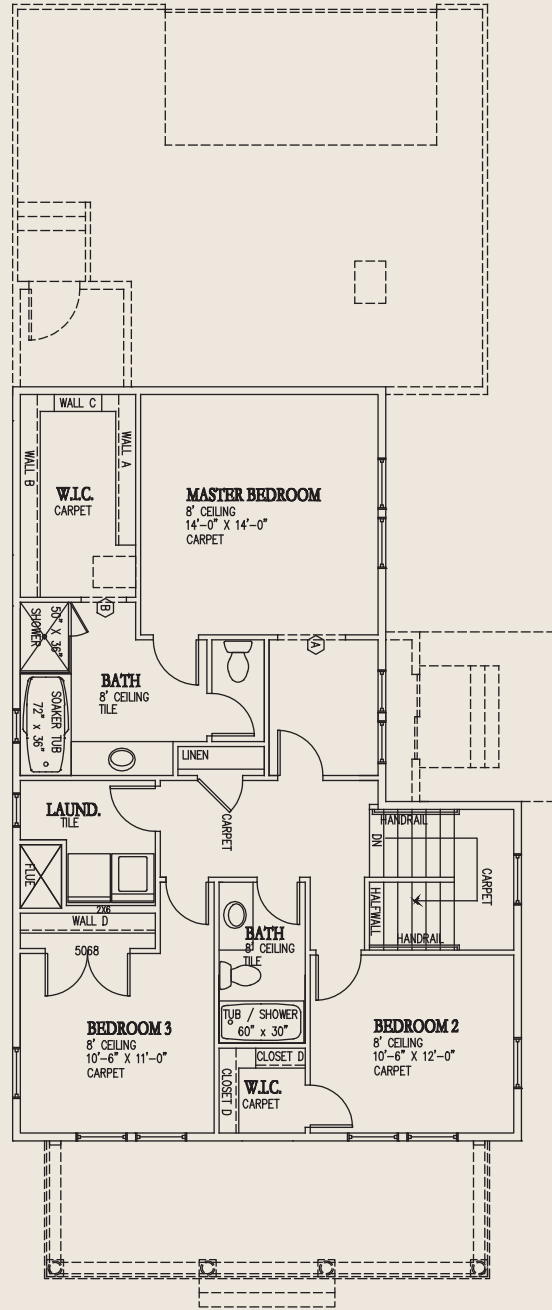 WALL C
WALL A
WALL B
W.I.C.
CARPET
MASTER BEDROOM
8' CEILING
14'-0" X 14'-0"
CARPET
B
A
50" X 36"
SHOWER
BATH
8' CEILING
TILE
SOAKER TUB
72" x 36"
LINEN
LAUND.
TILE
CARPET
HANDRAIL
DN
CARPET
FLUE
HALFWALL
HANDRAIL
2X6
WALL D
5068
BATH
8' CEILING
TILE
TUB / SHOWER
60" x 30"
BEDROOM 3
8' CEILING
10'-6" X 11'-0"
CARPET
BEDROOM 2
8' CEILING
10'-6" X 12'-0"
CARPET
CLOSET D
CLOSET D
W.I.C.
CARPET